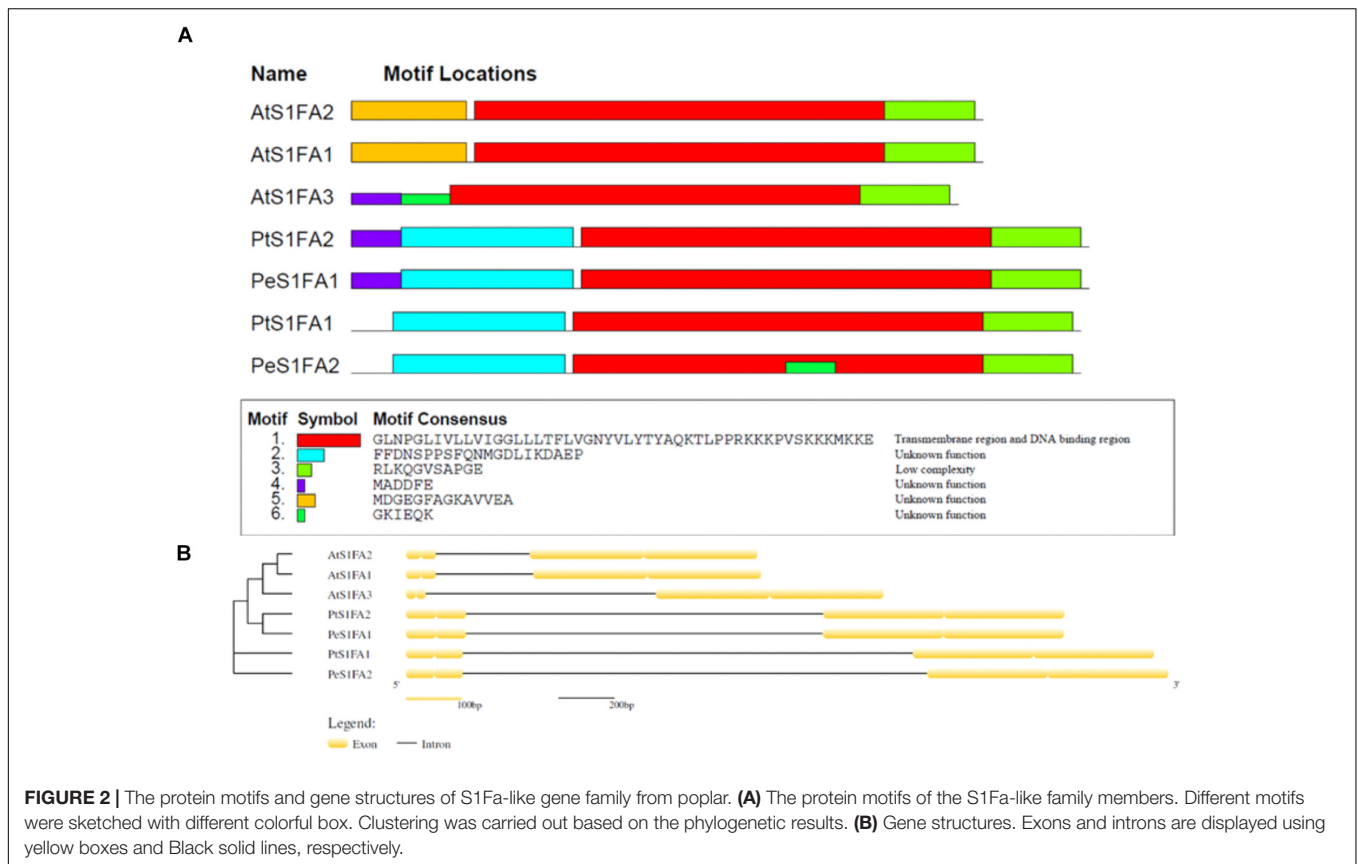 A
Name Motif Locations
AtS1FA2
AtS1FA1
AtS1FA3
PtS1FA2
PeS1FA1
PtS1FA1
PeS1FA2
Motif Symbol Motif Consensus
1. GLNPGLIVLLVIGGLLLTFLVGNYVLYTYAQKTLPPRKKKPVSKKKMKKE Transmembrane region and DNA binding region
2. FFDNSPPSFQNMGDLIKDAEP Unknown function
3. RLKQGVSAPGE Low complexity
4. MADDFE Unknown function
5. MDGEGFAGKAVVEA Unknown function
6. GKIEQK Unknown function
B
AtS1FA2
AtS1FA1
AtS1FA3
PtS1FA2
PeS1FA1
PtS1FA1
PeS1FA2
5' 3'
100bp 200bp
Legend:
Exon Intron
FIGURE 2 | The protein motifs and gene structures of S1Fa-like gene family from poplar. (A) The protein motifs of the S1Fa-like family members. Different motifs
were sketched with different colorful box. Clustering was carried out based on the phylogenetic results. (B) Gene structures. Exons and introns are displayed using
yellow boxes and Black solid lines, respectively.